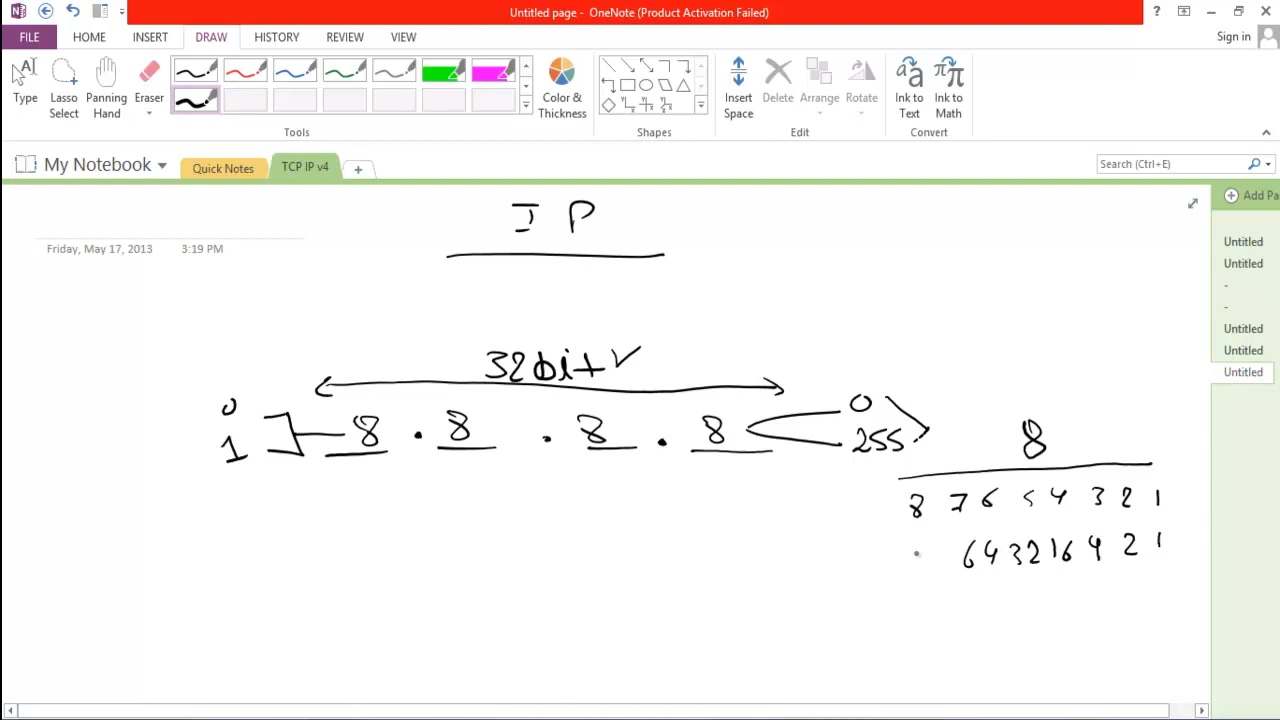 Untitled page - OneNote (Product Activation Failed)
FILE HOME INSERT DRAW HISTORY REVIEW VIEW
Sign in
Type Lasso Select Panning Hand Eraser
Color & Thickness
Insert Space Delete Arrange Rotate
Ink to Text Ink to Math
Tools Shapes Edit Convert
My Notebook Quick Notes TCP IP v4
Search (Ctrl+E)
Add Pa
I P
Friday, May 17, 2013 3:19 PM
Untitled
Untitled
-
-
Untitled
Untitled
Untitled
32bit
0
1
8 . 8 . 8 . 8
0
255
8
8 7 6 5 4 3 2 1
64 32 16 4 2 1